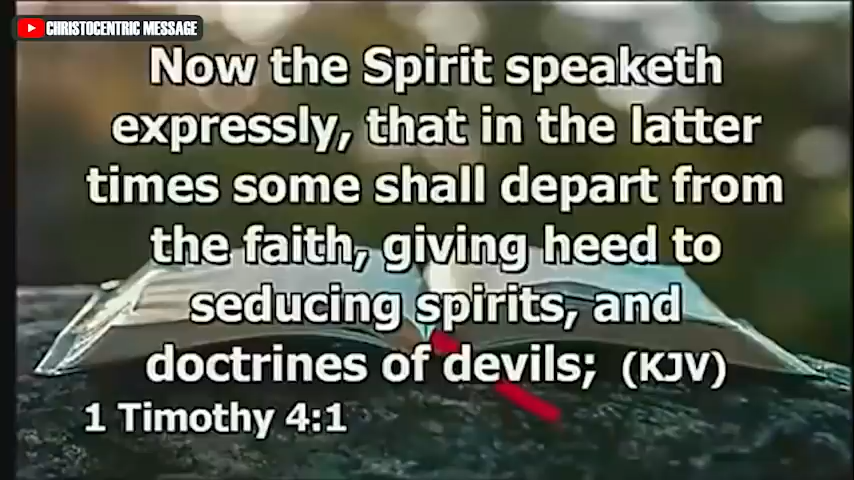 CHRISTOCENTRIC MESSAGE
Now the Spirit speaketh
expressly, that in the latter
times some shall depart from
the faith, giving heed to
seducing spirits, and
doctrines of devils; (KJV)
1 Timothy 4:1